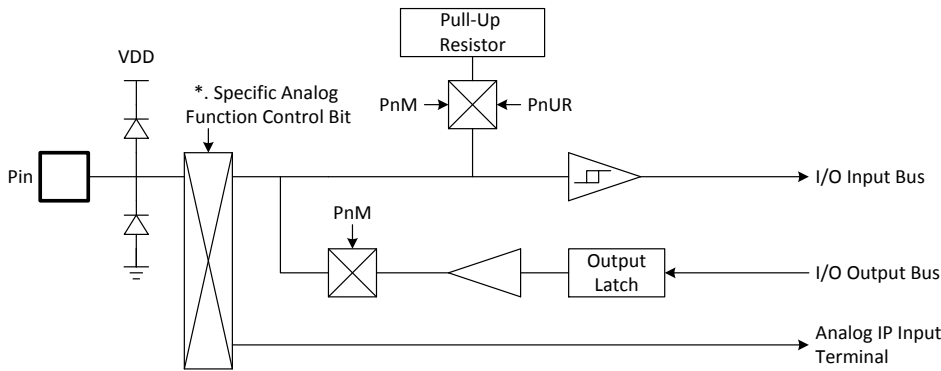 Pull-Up
Resistor
VDD
*. Specific Analog
Function Control Bit
PnM
PnUR
Pin
I/O Input Bus
PnM
Output
Latch
I/O Output Bus
Analog IP Input
Terminal